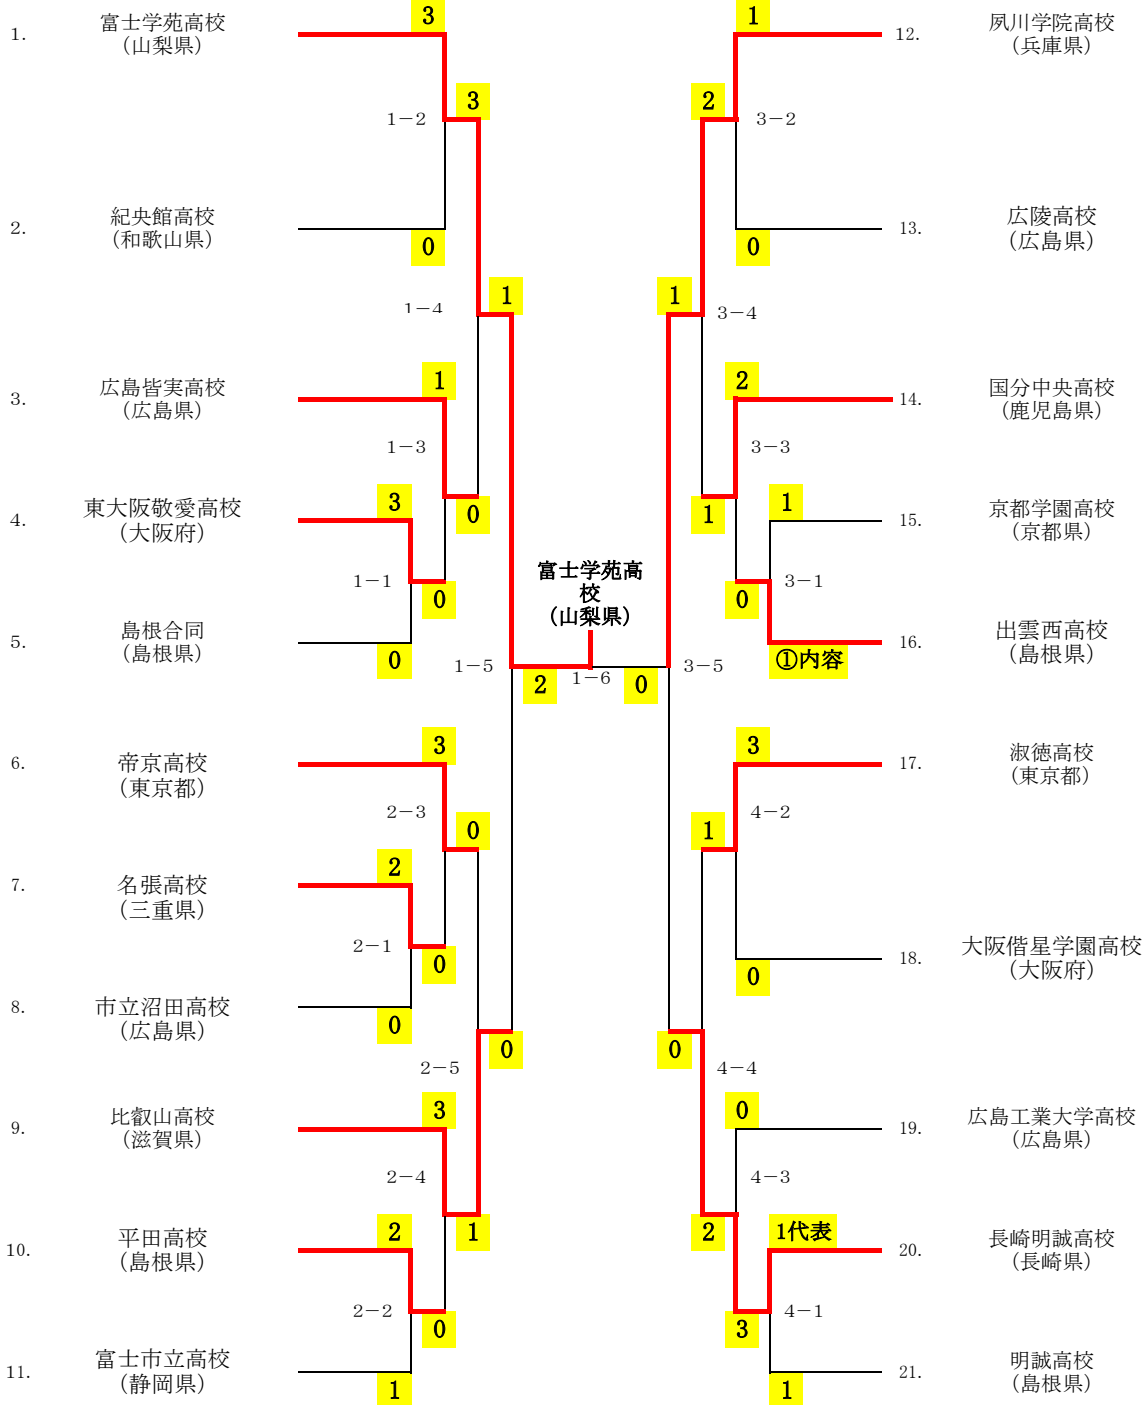 3
1.
富士学苑高校
(山梨県)
3
1－2
2.
紀央館高校
(和歌山県)
0
1
1－4
3.
広島皆実高校
(広島県)
1
1－3
0
4.
東大阪敬愛高校
(大阪府)
3
1－1
0
5.
島根合同
(島根県)
0
富士学苑高
校
(山梨県)
1－5
2
1－6
0
3－5
6.
帝京高校
(東京都)
3
2－3
0
7.
名張高校
(三重県)
2
2－1
0
8.
市立沼田高校
(広島県)
0
0
2－5
9.
比叡山高校
(滋賀県)
3
2－4
1
10.
平田高校
(島根県)
2
2－2
0
11.
富士市立高校
(静岡県)
1
1
12.
夙川学院高校
(兵庫県)
2
3－2
13.
広陵高校
(広島県)
0
1
3－4
14.
国分中央高校
(鹿児島県)
2
3－3
1
15.
京都学園高校
(京都県)
1
3－1
0
16.
出雲西高校
(島根県)
①内容
17.
淑徳高校
(東京都)
3
4－2
1
18.
大阪偕星学園高校
(大阪府)
0
0
4－4
19.
広島工業大学高校
(広島県)
0
4－3
2
20.
長崎明誠高校
(長崎県)
1代表
4－1
3
21.
明誠高校
(島根県)
1